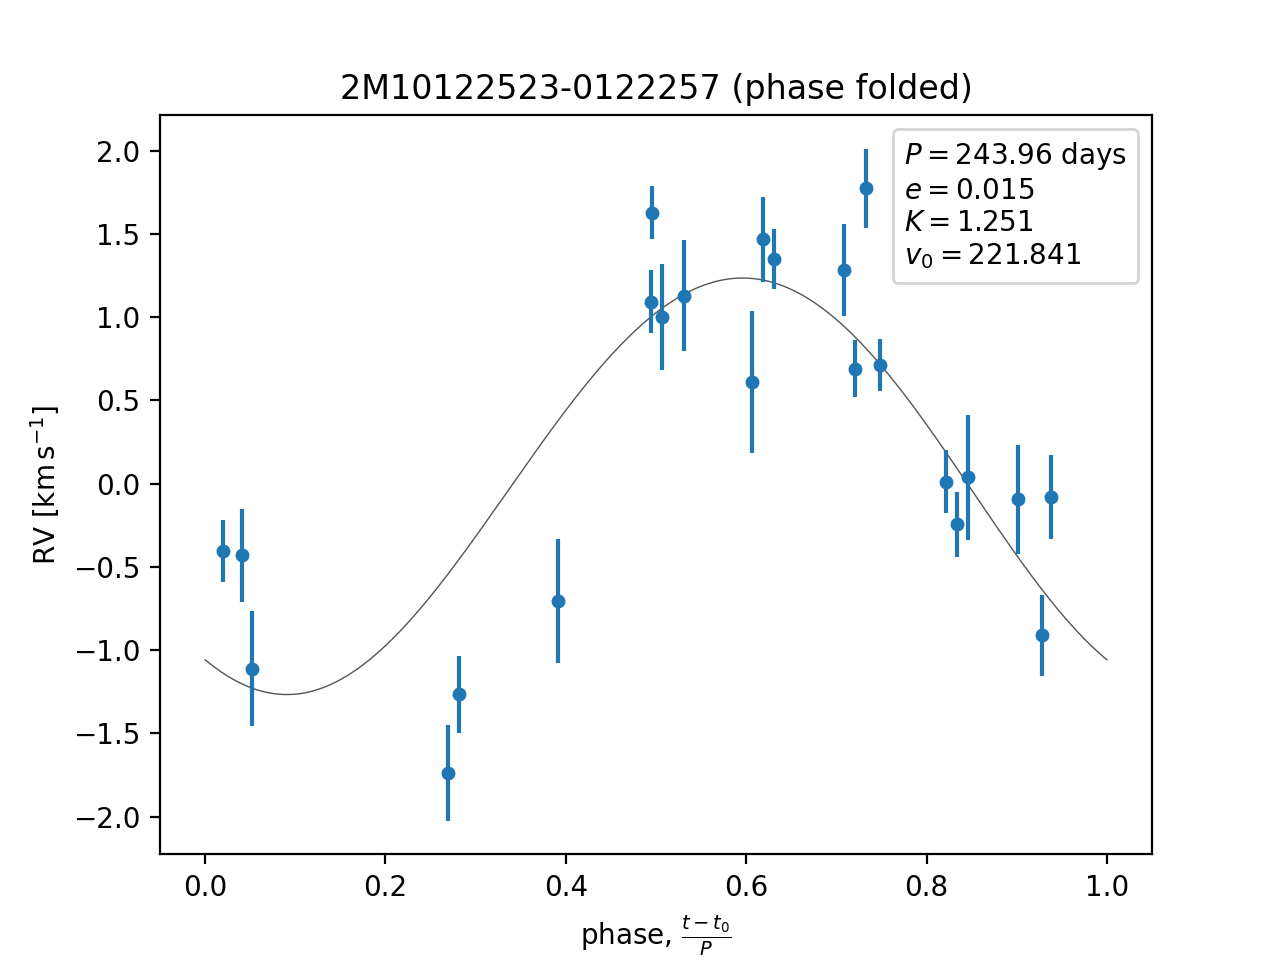 2M10122523-0122257 (phase folded)
P = 243.96 days
e = 0.015
K = 1.251
v₀ = 221.841
2.0
1.5
1.0
0.5
0.0
−0.5
−1.0
−1.5
−2.0
RV [km s⁻¹]
0.0 0.2 0.4 0.6 0.8 1.0
phase, (t − t₀)/P